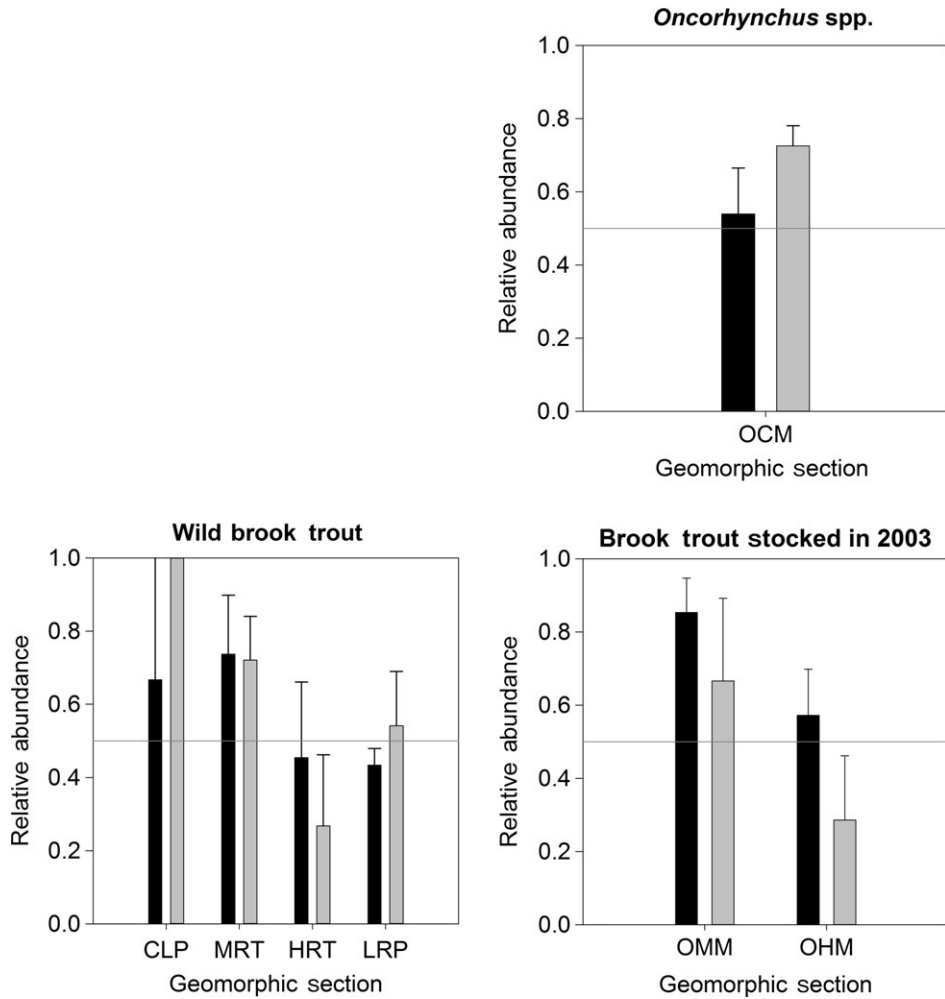 Oncorhynchus spp.
1.0
0.8
0.6
0.4
0.2
0.0
Relative abundance
OCM
Geomorphic section
Wild brook trout
1.0
0.8
0.6
0.4
0.2
0.0
Relative abundance
CLP MRT HRT LRP
Geomorphic section
Brook trout stocked in 2003
1.0
0.8
0.6
0.4
0.2
0.0
Relative abundance
OMM OHM
Geomorphic section